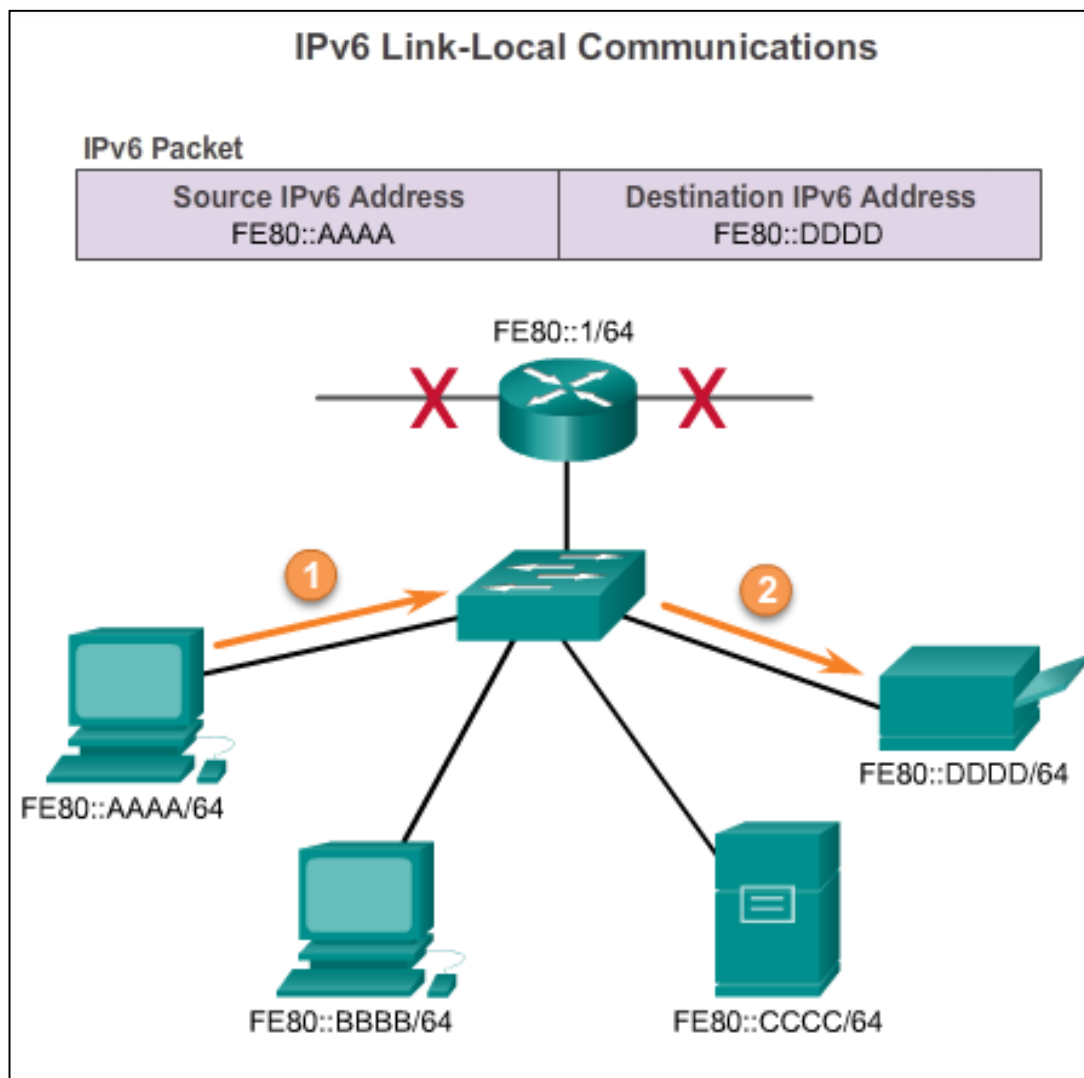 IPv6 Link-Local Communications
IPv6 Packet
Source IPv6 Address
FE80::AAAA
Destination IPv6 Address
FE80::DDDD
FE80::1/64
X
X
1
2
FE80::AAAA/64
FE80::DDDD/64
FE80::BBBB/64
FE80::CCCC/64